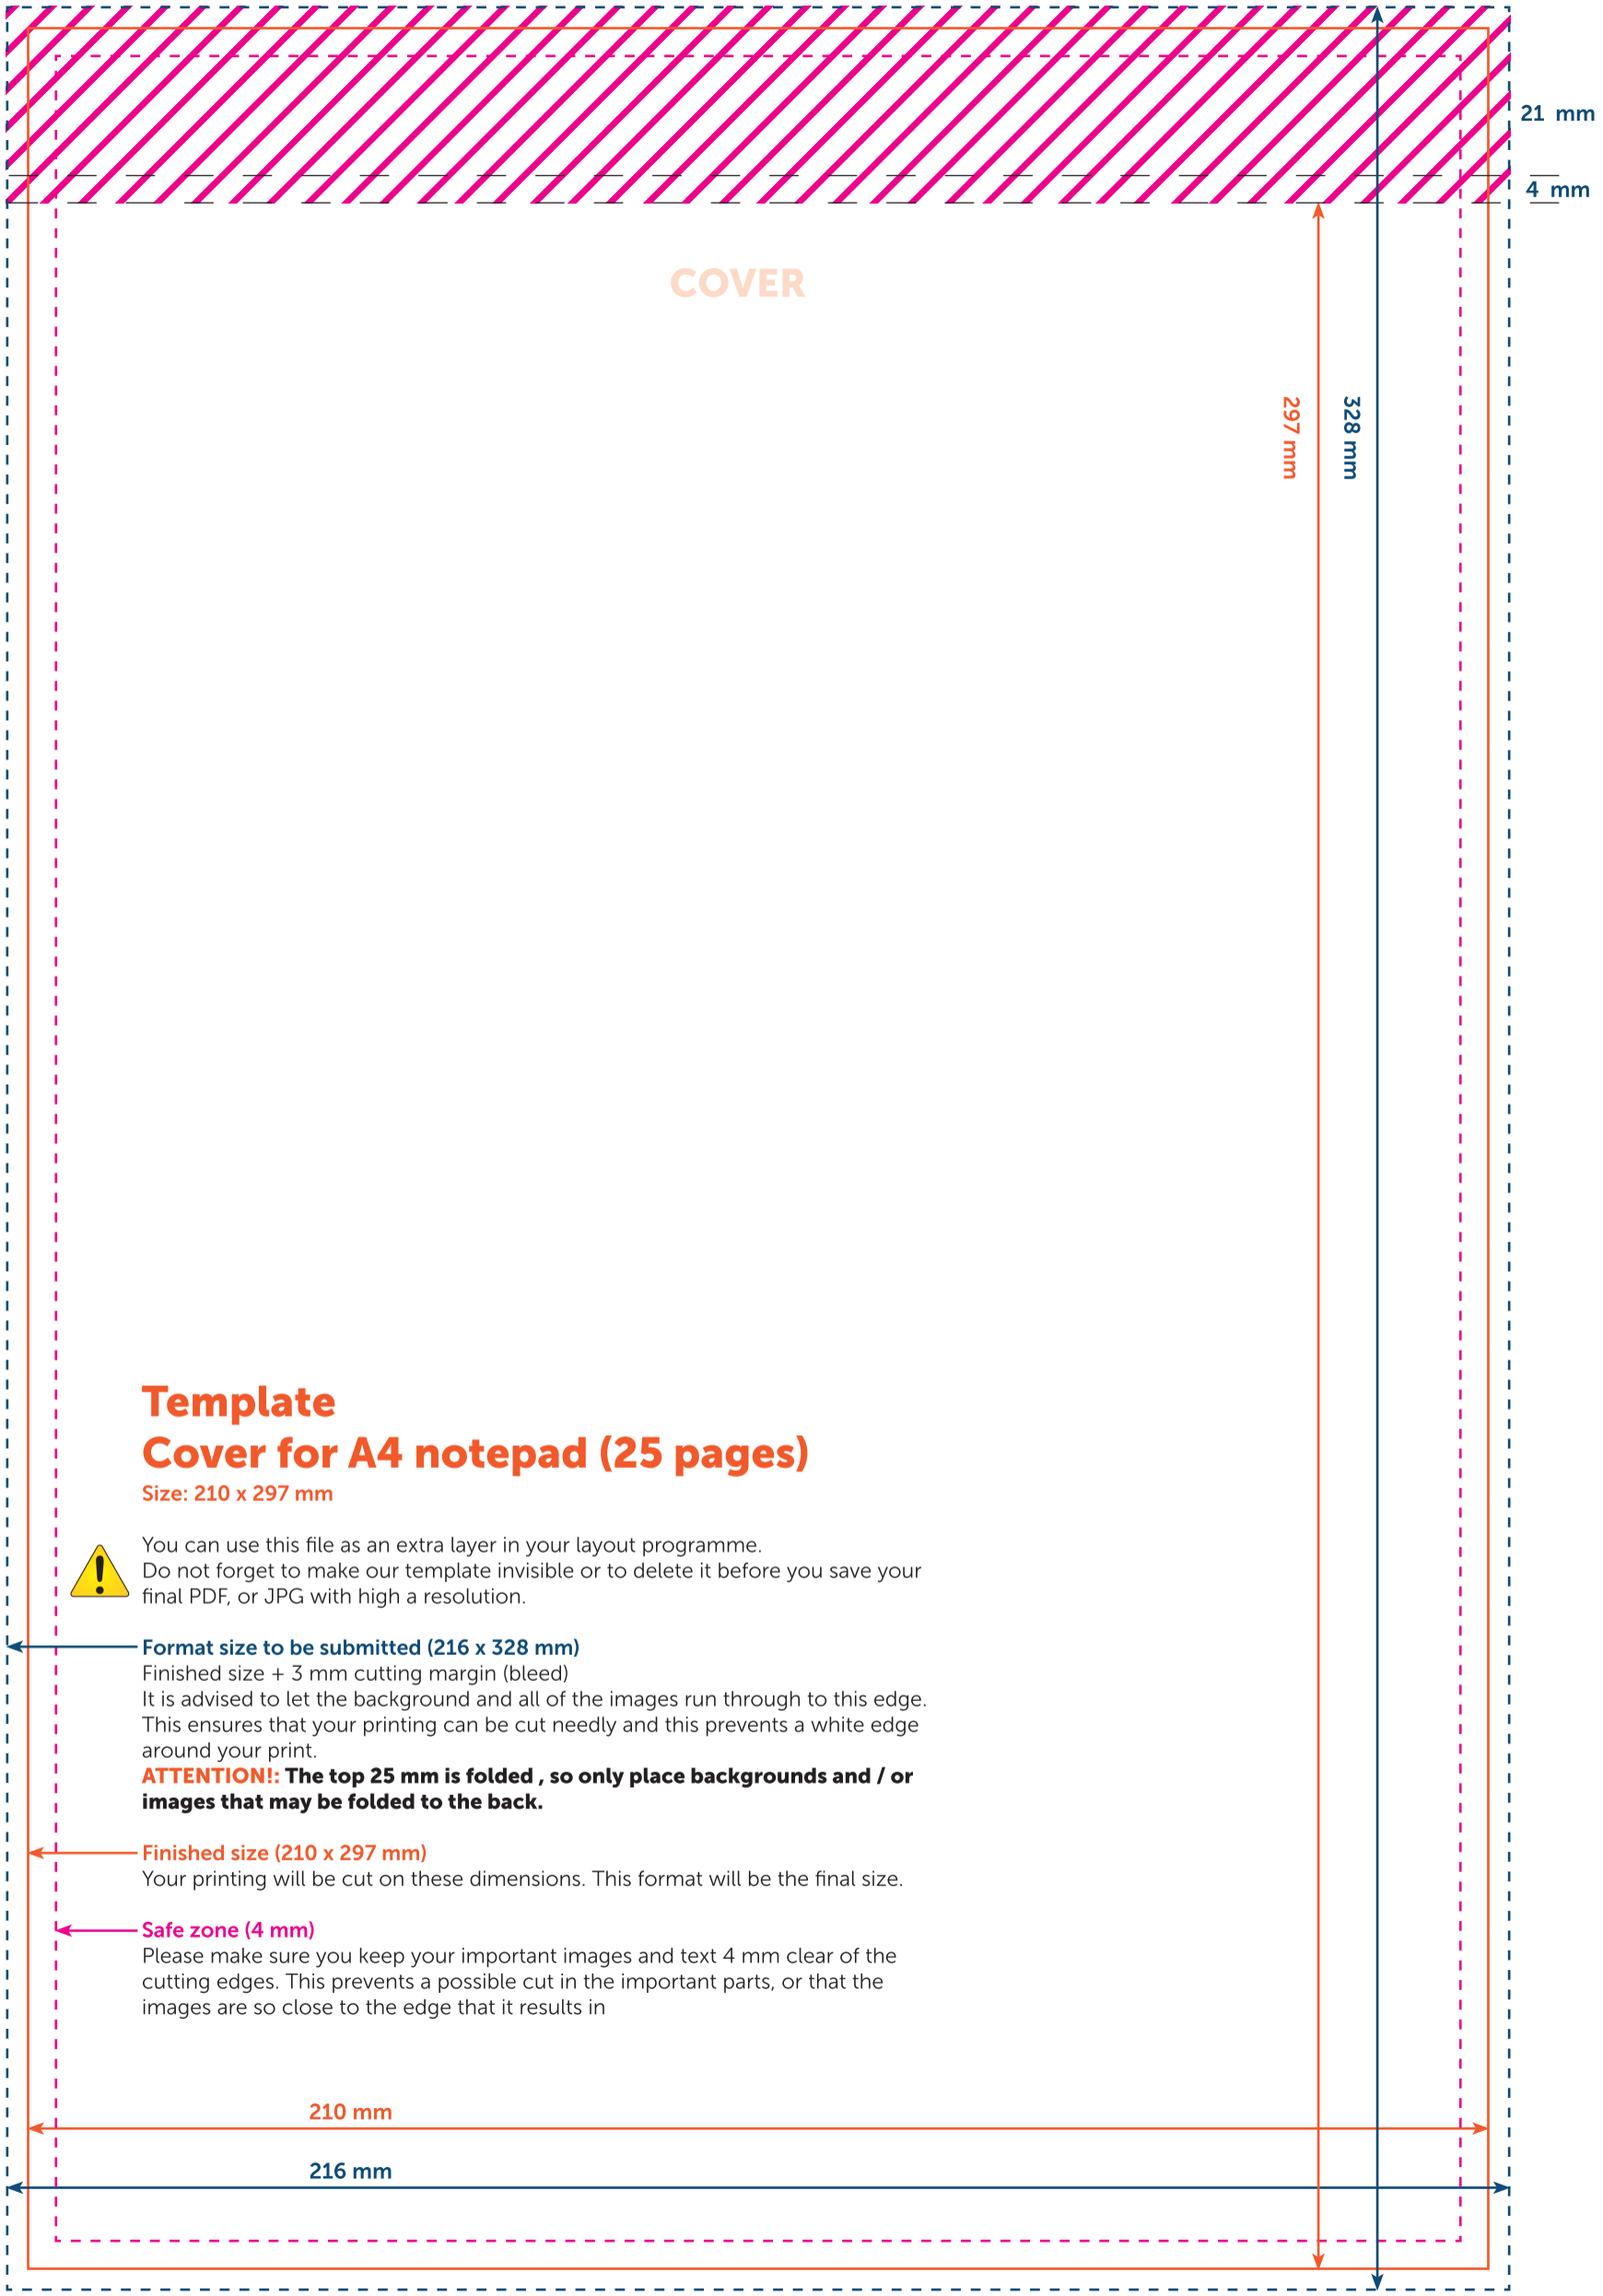 21 mm
4 mm
COVER
297 mm
328 mm
Template
Cover for A4 notepad (25 pages)
Size: 210 x 297 mm
You can use this file as an extra layer in your layout programme.
Do not forget to make our template invisible or to delete it before you save your
final PDF, or JPG with high a resolution.
Format size to be submitted (216 x 328 mm)
Finished size + 3 mm cutting margin (bleed)
It is advised to let the background and all of the images run through to this edge.
This ensures that your printing can be cut needly and this prevents a white edge
around your print.
ATTENTION!: The top 25 mm is folded , so only place backgrounds and / or
images that may be folded to the back.
Finished size (210 x 297 mm)
Your printing will be cut on these dimensions. This format will be the final size.
Safe zone (4 mm)
Please make sure you keep your important images and text 4 mm clear of the
cutting edges. This prevents a possible cut in the important parts, or that the
images are so close to the edge that it results in
210 mm
216 mm